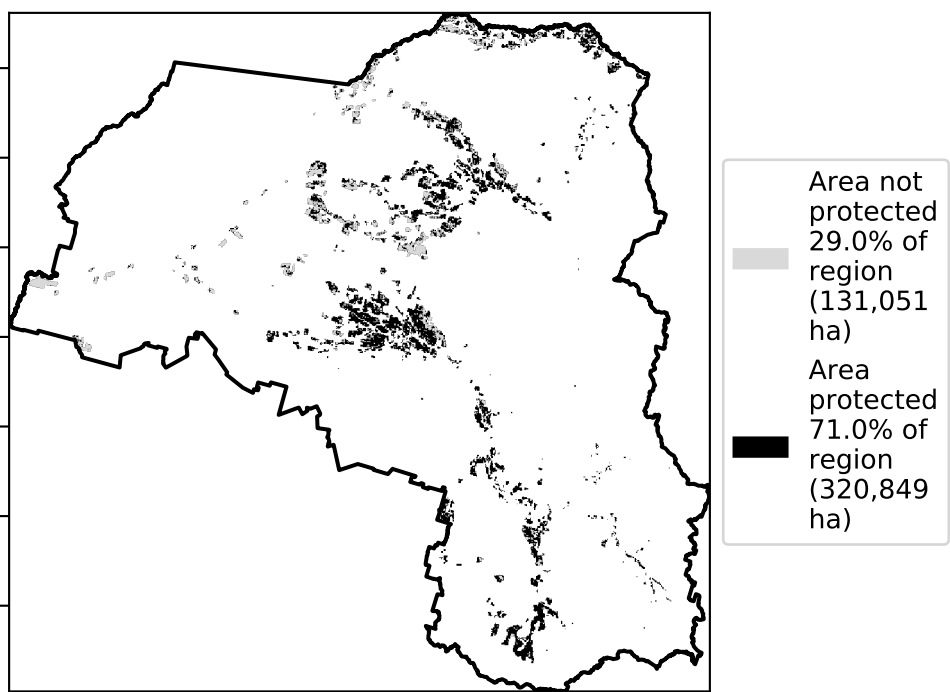 Area not
protected
29.0% of
region
(131,051
ha)
Area
protected
71.0% of
region
(320,849
ha)